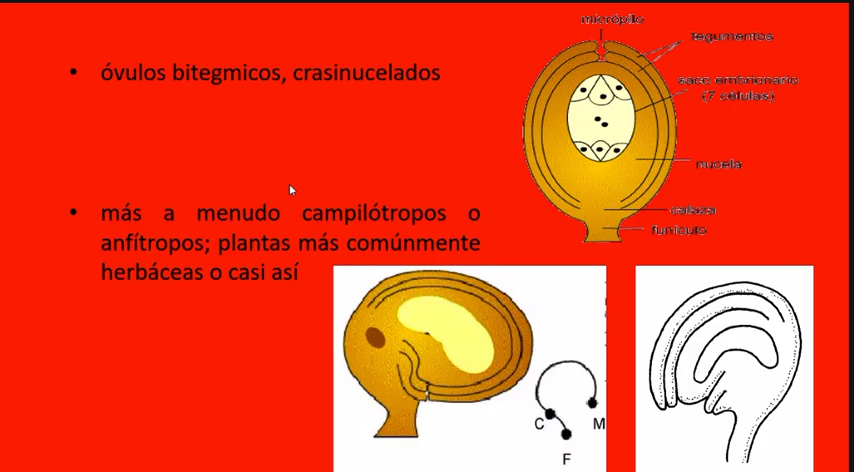 micrópilo
tegumentos
• óvulos bitegmicos, crasinucelados
saco embrionario
(7 células)
nucela
• más a menudo campilótropos o
anfítropos; plantas más comúnmente
herbáceas o casi así
calaza
funículo
C
M
F